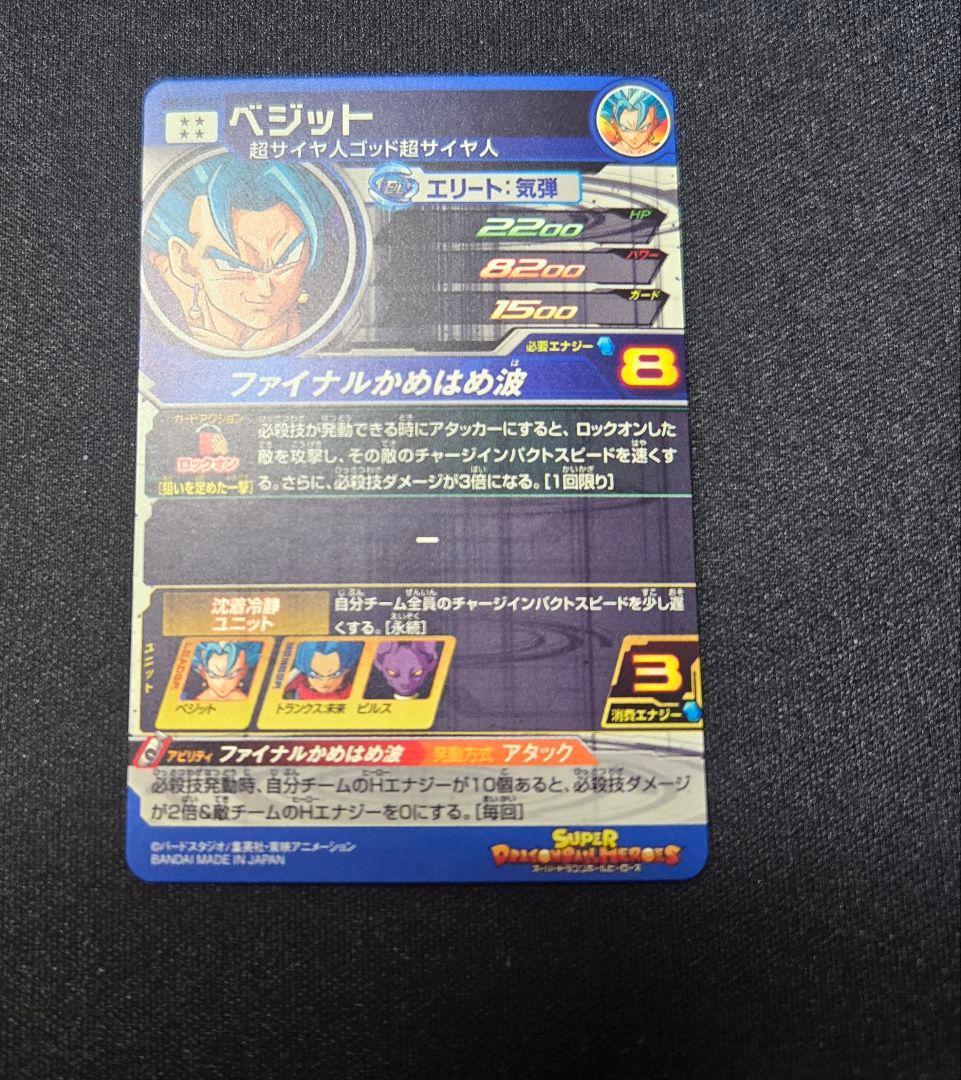 ベジット
超サイヤ人ゴッド超サイヤ人
エリート:気弾
HP
2200
パワー
8200
ガード
1500
必要エナジー
8
ファイナルかめはめ波
カードアクション
ロックオン
[狙いを定めた一撃]
必殺技が発動できる時にアタッカーにすると、ロックオンした
敵を攻撃し、その敵のチャージインパクトスピードを速くす
る。さらに、必殺技ダメージが3倍になる。[1回限り]
ー
沈着冷静
ユニット
自分チーム全員のチャージインパクトスピードを少し遅
くする。[永続]
ユニット
LEADER
ベジット
MEMBER
トランクス:未来
ビルス
3
消費エナジー
アビリティ ファイナルかめはめ波 発動方式 アタック
必殺技発動時、自分チームのHエナジーが10個あると、必殺技ダメージ
が2倍&敵チームのHエナジーを0にする。[毎回]
©バードスタジオ/集英社・東映アニメーション
BANDAI MADE IN JAPAN
SUPER
DRAGONBALL HEROES
スーパードラゴンボールヒーローズ